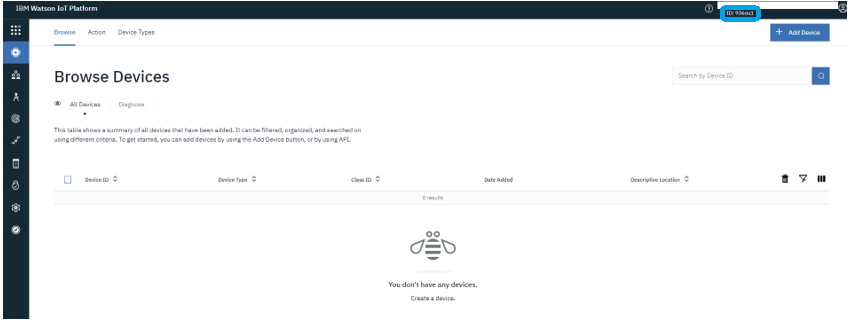 IBM Watson IoT Platform
ID: 936oz1
Browse Action Device Types
+ Add Device
Browse Devices
Search by Device ID
All Devices Diagnose
This table shows a summary of all devices that have been added. It can be filtered, organized, and searched on
using different criteria. To get started, you can add devices by using the Add Device button, or by using API.
Device ID Device Type Class ID Date Added Descriptive Location
0 results
You don't have any devices.
Create a device.